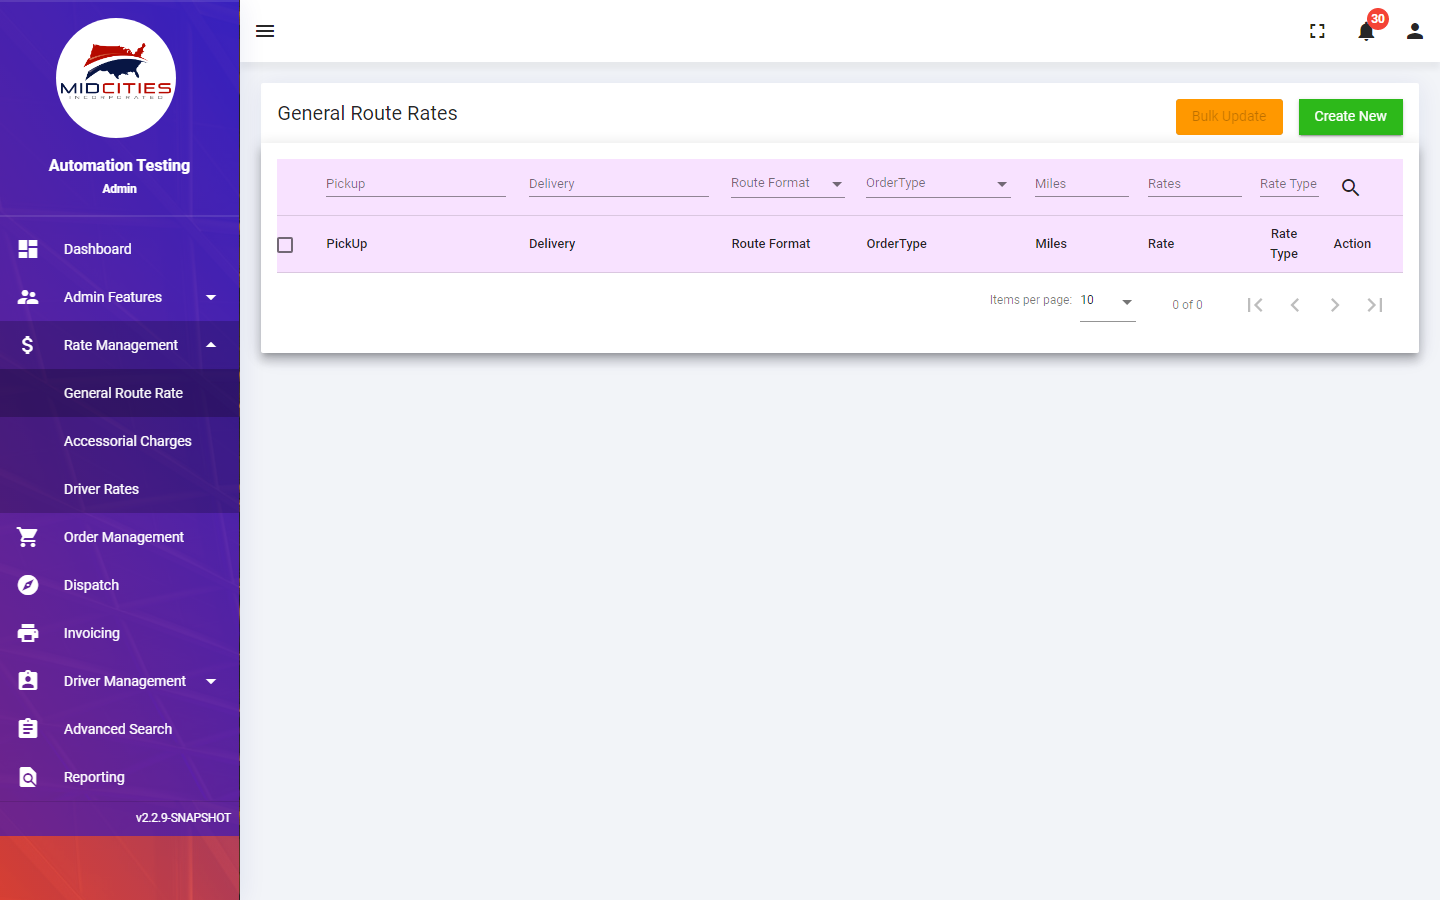 MIDCITIES
INCORPORATED
Automation Testing
Admin
Dashboard
Admin Features
Rate Management
General Route Rate
Accessorial Charges
Driver Rates
Order Management
Dispatch
Invoicing
Driver Management
Advanced Search
Reporting
v2.2.9-SNAPSHOT
30
General Route Rates
Bulk Update
Create New
Pickup Delivery Route Format OrderType Miles Rates Rate Type
PickUp Delivery Route Format OrderType Miles Rate Rate Type Action
Items per page: 10 0 of 0